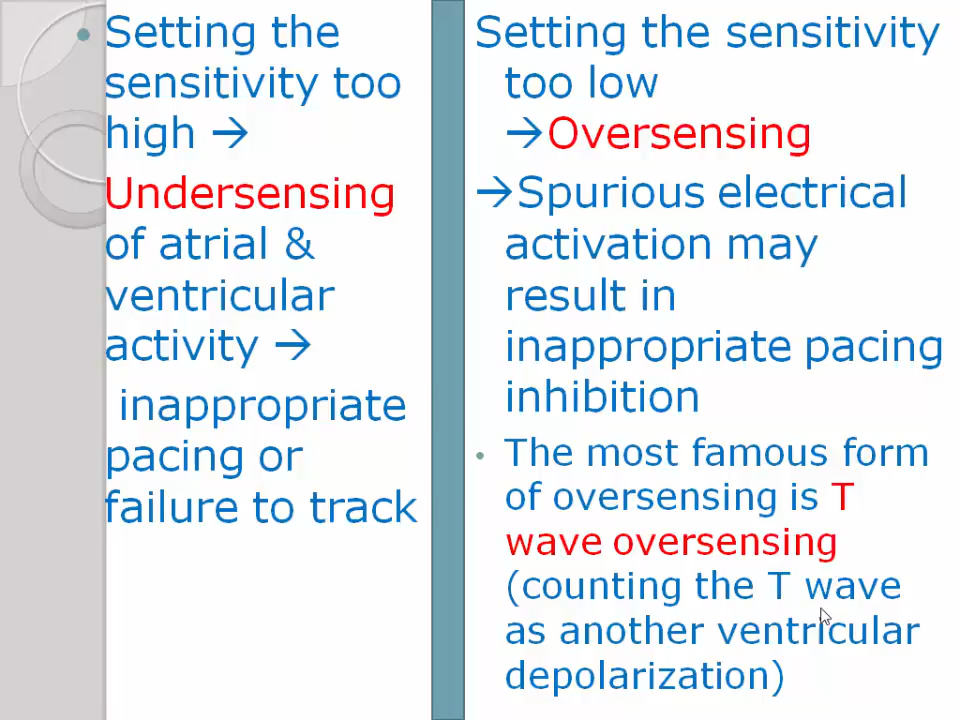 Setting the
sensitivity too
high →
Undersensing
of atrial &
ventricular
activity →
inappropriate
pacing or
failure to track
Setting the sensitivity
too low
→Oversensing
→Spurious electrical
activation may
result in
inappropriate pacing
inhibition
The most famous form
of oversensing is T
wave oversensing
(counting the T wave
as another ventricular
depolarization)